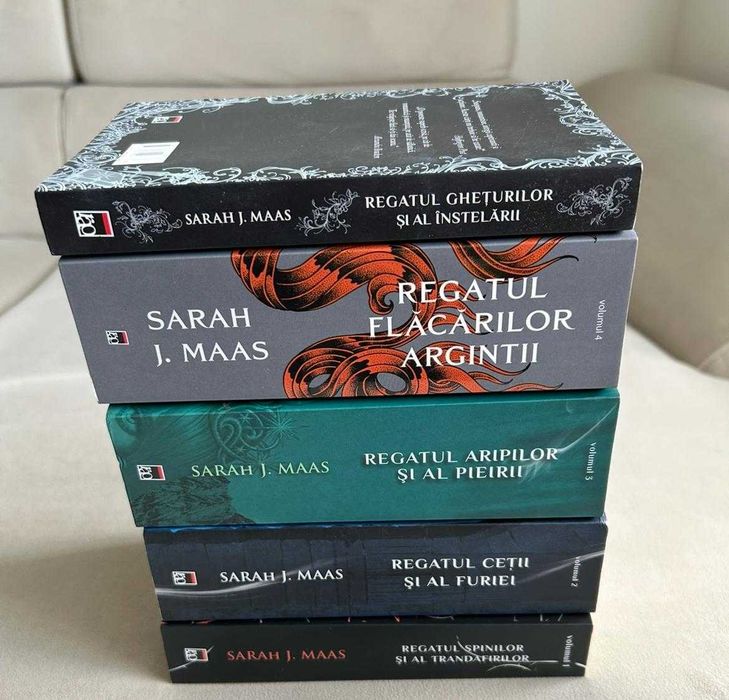 SARAH J. MAAS
REGATUL GHEȚURILOR
ȘI AL ÎNSTELĂRII
SARAH
J. MAAS
REGATUL
FLĂCĂRILOR
ARGINTII
volumul 4
SARAH J. MAAS
REGATUL ARIPILOR
ȘI AL PIEIRII
volumul 3
SARAH J. MAAS
REGATUL CEȚII
ȘI AL FURIEI
volumul 2
SARAH J. MAAS
REGATUL SPINILOR
ȘI AL TRANDAFIRILOR
volumul 1